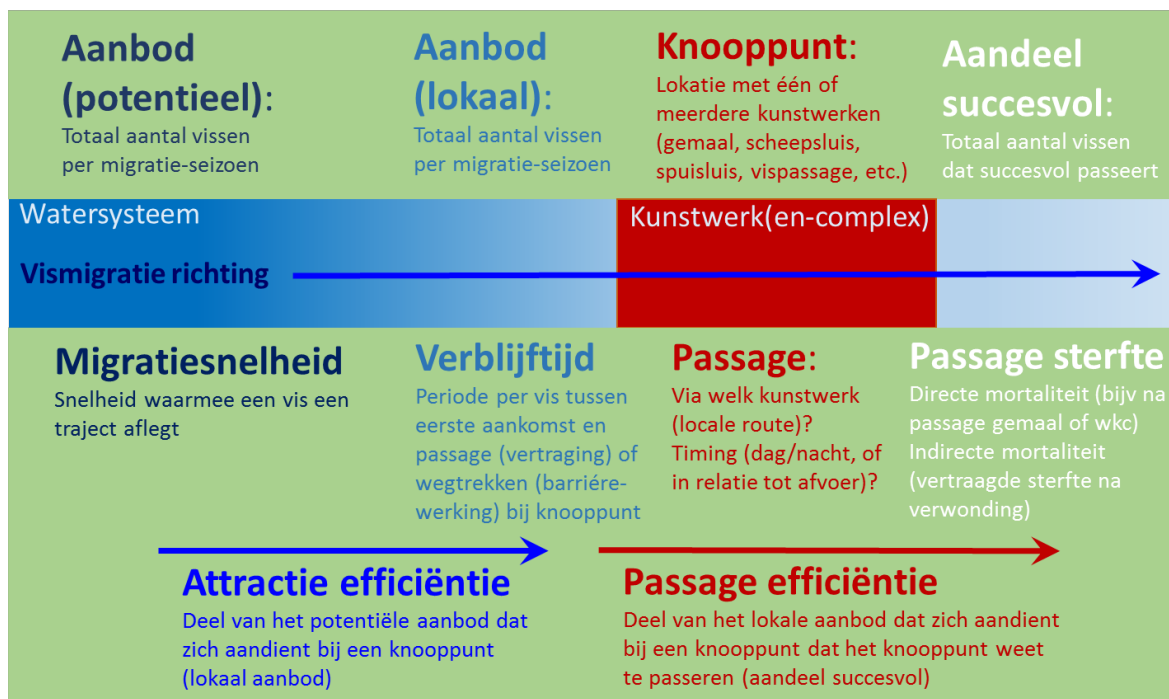 Aanbod
(potentieel):
Totaal aantal vissen
per migratie-seizoen
Aanbod
(lokaal):
Totaal aantal vissen
per migratie-seizoen
Knooppunt:
Lokatie met één of
meerdere kunstwerken
(gemaal, scheepsluis,
spuisluis, vispassage, etc.)
Aandeel
succesvol:
Totaal aantal vissen
dat succesvol passeert
Watersysteem
Kunstwerk(en-complex)
Vismigratie richting
Migratiesnelheid
Snelheid waarmee een vis een
traject aflegt
Verblijftijd
Periode per vis tussen
eerste aankomst en
passage (vertraging) of
wegtrekken (barriére-
werking) bij knooppunt
Passage:
Via welk kunstwerk
(locale route)?
Timing (dag/nacht, of
in relatie tot afvoer)?
Passage sterfte
Directe mortaliteit (bijv na
passage gemaal of wkc)
Indirecte mortaliteit
(vertraagde sterfte na
verwonding)
Attractie efficiëntie
Deel van het potentiële aanbod dat
zich aandient bij een knooppunt
(lokaal aanbod)
Passage efficiëntie
Deel van het lokale aanbod dat zich aandient
bij een knooppunt dat het knooppunt weet
te passeren (aandeel succesvol)